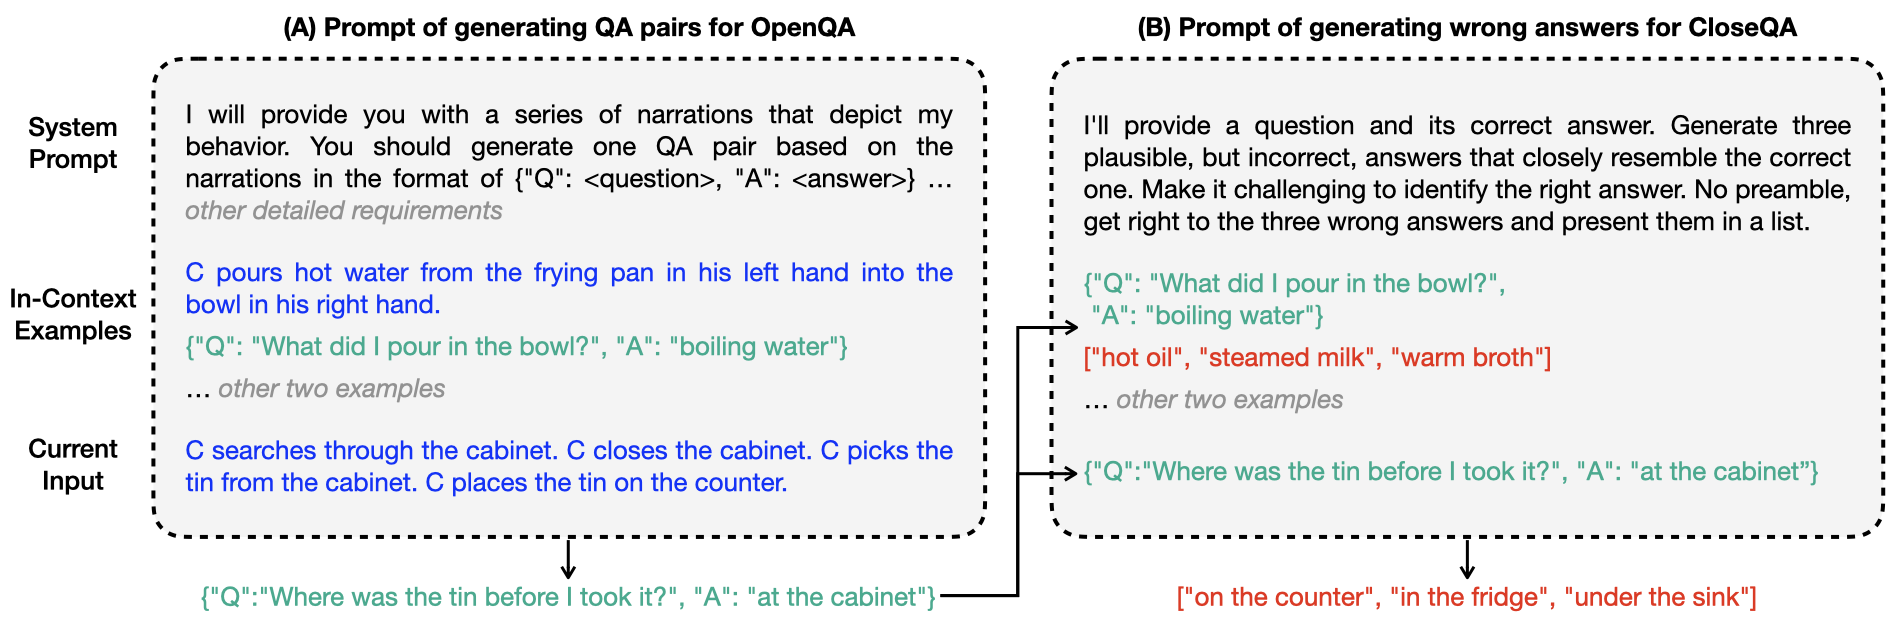 (A) Prompt of generating QA pairs for OpenQA
System
Prompt
I will provide you with a series of narrations that depict my
behavior. You should generate one QA pair based on the
narrations in the format of {"Q": <question>, "A": <answer>} ...
other detailed requirements
In-Context
Examples
C pours hot water from the frying pan in his left hand into the
bowl in his right hand.
{"Q": "What did I pour in the bowl?", "A": "boiling water"}
... other two examples
Current
Input
C searches through the cabinet. C closes the cabinet. C picks the
tin from the cabinet. C places the tin on the counter.
{"Q":"Where was the tin before I took it?", "A": "at the cabinet"}
(B) Prompt of generating wrong answers for CloseQA
I'll provide a question and its correct answer. Generate three
plausible, but incorrect, answers that closely resemble the correct
one. Make it challenging to identify the right answer. No preamble,
get right to the three wrong answers and present them in a list.
{"Q": "What did I pour in the bowl?",
"A": "boiling water"}
["hot oil", "steamed milk", "warm broth"]
... other two examples
{"Q":"Where was the tin before I took it?", "A": "at the cabinet”}
["on the counter", "in the fridge", "under the sink"]